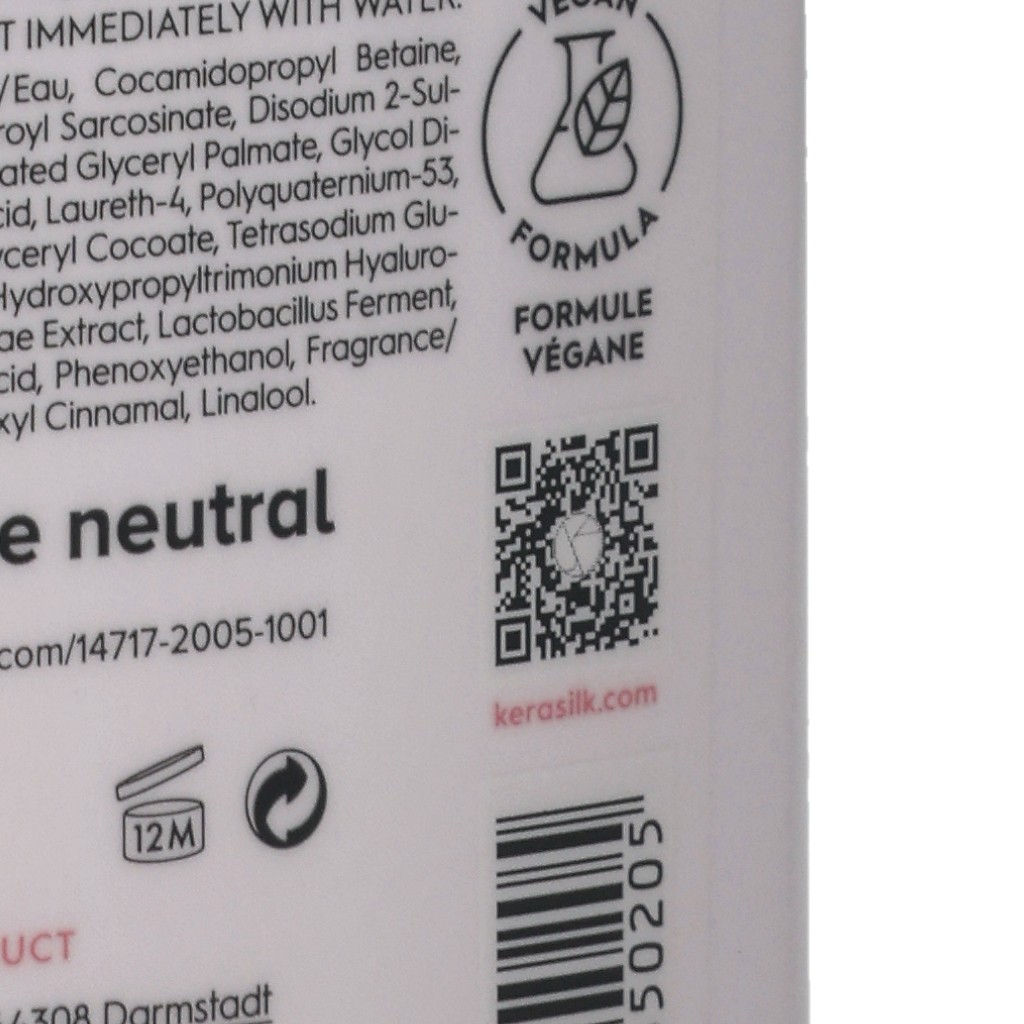 T IMMEDIATELY WITH WATER.
/Eau, Cocamidopropyl Betaine,
royl Sarcosinate, Disodium 2-Sul-
ated Glyceryl Palmate, Glycol Di-
cid, Laureth-4, Polyquaternium-53,
yceryl Cocoate, Tetrasodium Glu-
Hydroxypropyltrimonium Hyaluro-
ae Extract, Lactobacillus Ferment,
cid, Phenoxyethanol, Fragrance/
xyl Cinnamal, Linalool.
VEGAN
FORMULA
FORMULE
VÉGANE
e neutral
com/14717-2005-1001
kerasilk.com
12M
50205
UCT
64308 Darmstadt